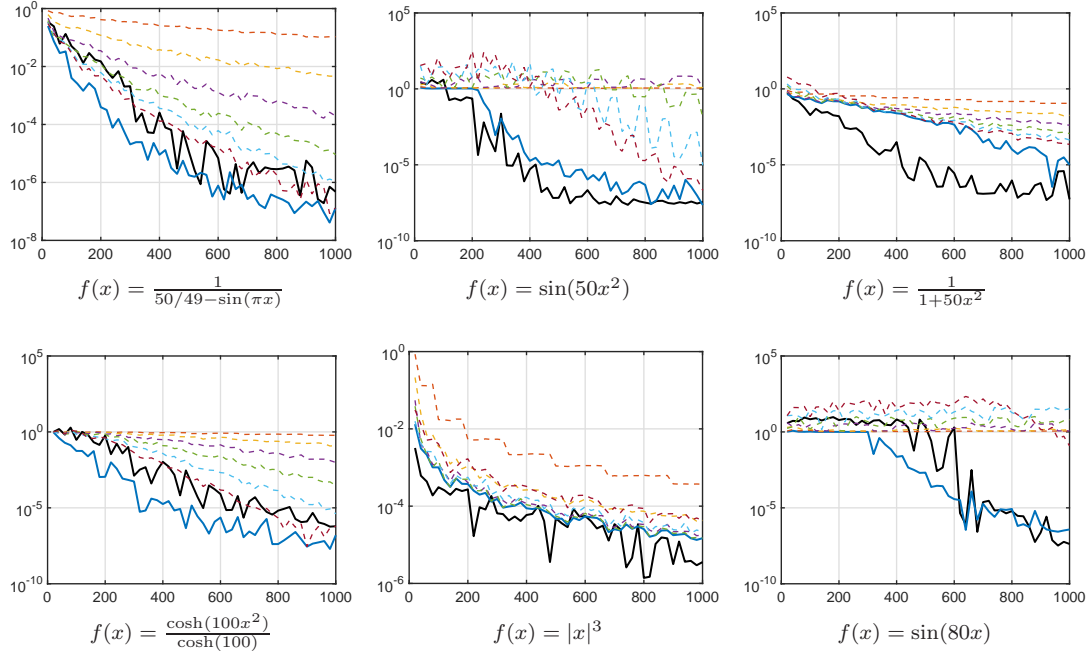 10^0
10^-2
10^-4
10^-6
10^-8
0 200 400 600 800 1000
f(x) = \frac{1}{50/49-\sin(\pi x)}
10^5
10^0
10^-5
10^-10
0 200 400 600 800 1000
f(x) = \sin(50x^2)
10^5
10^0
10^-5
10^-10
0 200 400 600 800 1000
f(x) = \frac{1}{1+50x^2}
10^5
10^0
10^-5
10^-10
0 200 400 600 800 1000
f(x) = \frac{\cosh(100x^2)}{\cosh(100)}
10^0
10^-2
10^-4
10^-6
0 200 400 600 800 1000
f(x) = |x|^3
10^5
10^0
10^-5
10^-10
0 200 400 600 800 1000
f(x) = \sin(80x)